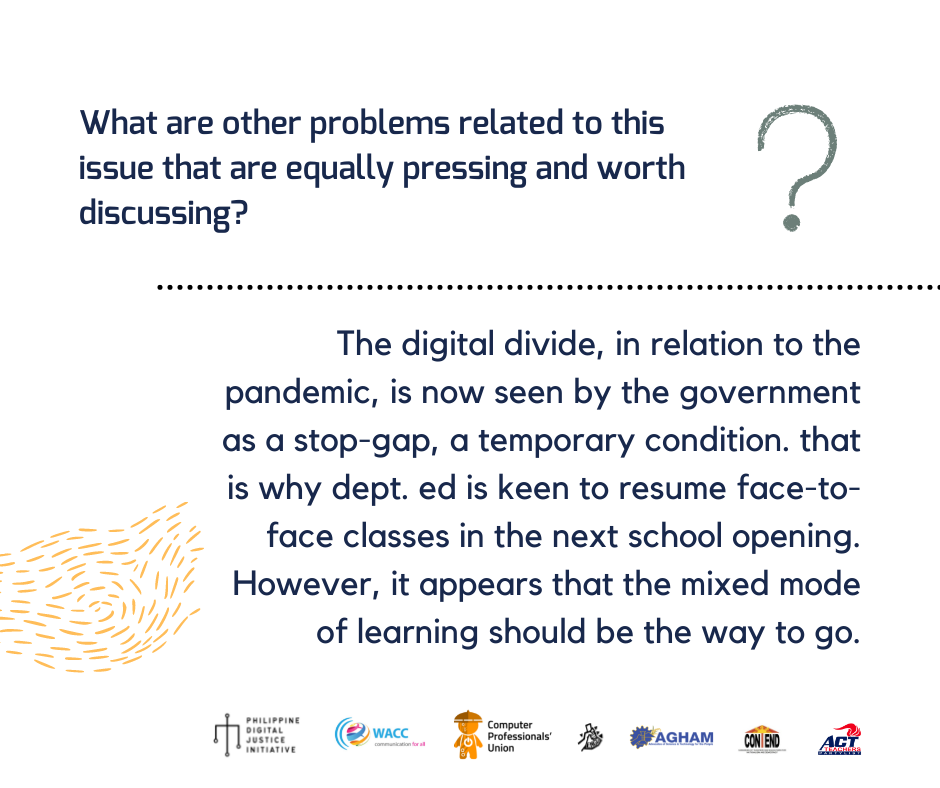 What are other problems related to this
issue that are equally pressing and worth
discussing?
The digital divide, in relation to the
pandemic, is now seen by the government
as a stop-gap, a temporary condition. that
is why dept. ed is keen to resume face-to-
face classes in the next school opening.
However, it appears that the mixed mode
of learning should be the way to go.
PHILIPPINE
DIGITAL
JUSTICE
INITIATIVE
WACC
communication for all
Computer
Professionals'
Union
AGHAM
CONTEND
ACT
TEACHERS
PARTYLIST